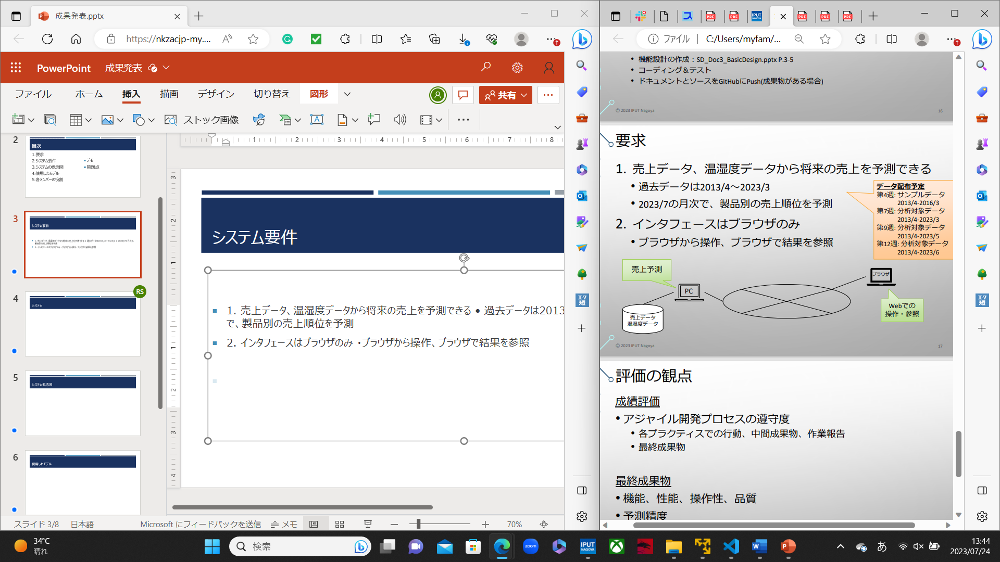 成果発表.pptx
https://nkzacjp-my....
PowerPoint
成果発表
ファイル
ホーム
挿入
描画
デザイン
切り替え
図形
共有
ストック画像
2
目次
1.要求
2.システム要件
3.システムの概念図
4.使用したモデル
5.各メンバーの役割
デモ
問題点
3
システム要件
4
RS
システム
5
システム概念図
6
使用したモデル
1 2 3 4 5 6 7 8
3
2
1
1
2
3
4
システム要件
1. 売上データ、温湿度データから将来の売上を予測できる • 過去データは2013
で、製品別の売上順位を予測
2. インタフェースはブラウザのみ ・ブラウザから操作、ブラウザで結果を参照
スライド 3/8
日本語
Microsoft にフィードバックを送信
メモ
70%
IPUT
NAGOYA
ファイル
C:/Users/myfam/...
• 機能設計の作成：SD_Doc3_BasicDesign.pptx P.3-5
• コーディング＆テスト
• ドキュメントとソースをGitHubにPush(成果物がある場合)
© 2023 IPUT Nagoya
16
要求
1. 売上データ、温湿度データから将来の売上を予測できる
• 過去データは2013/4～2023/3
• 2023/7の月次で、製品別の売上順位を予測
2. インタフェースはブラウザのみ
• ブラウザから操作、ブラウザで結果を参照
データ配布予定
第4週: サンプルデータ
2013/4-2016/3
第7週: 分析対象データ
2013/4-2023/3
第9週: 分析対象データ
2013/4-2023/5
第12週: 分析対象データ
2013/4-2023/6
売上予測
PC
ブラウザ
売上データ
温湿度データ
Webでの
操作・参照
© 2023 IPUT Nagoya
17
評価の観点
成績評価
• アジャイル開発プロセスの遵守度
• 各プラクティスでの行動、中間成果物、作業報告
• 最終成果物
最終成果物
• 機能、性能、操作性、品質
• 予測精度
エク
短
エク
短
34°C
晴れ
検索
zoom
IPUT
NAGOYA
あ
13:44
2023/07/24